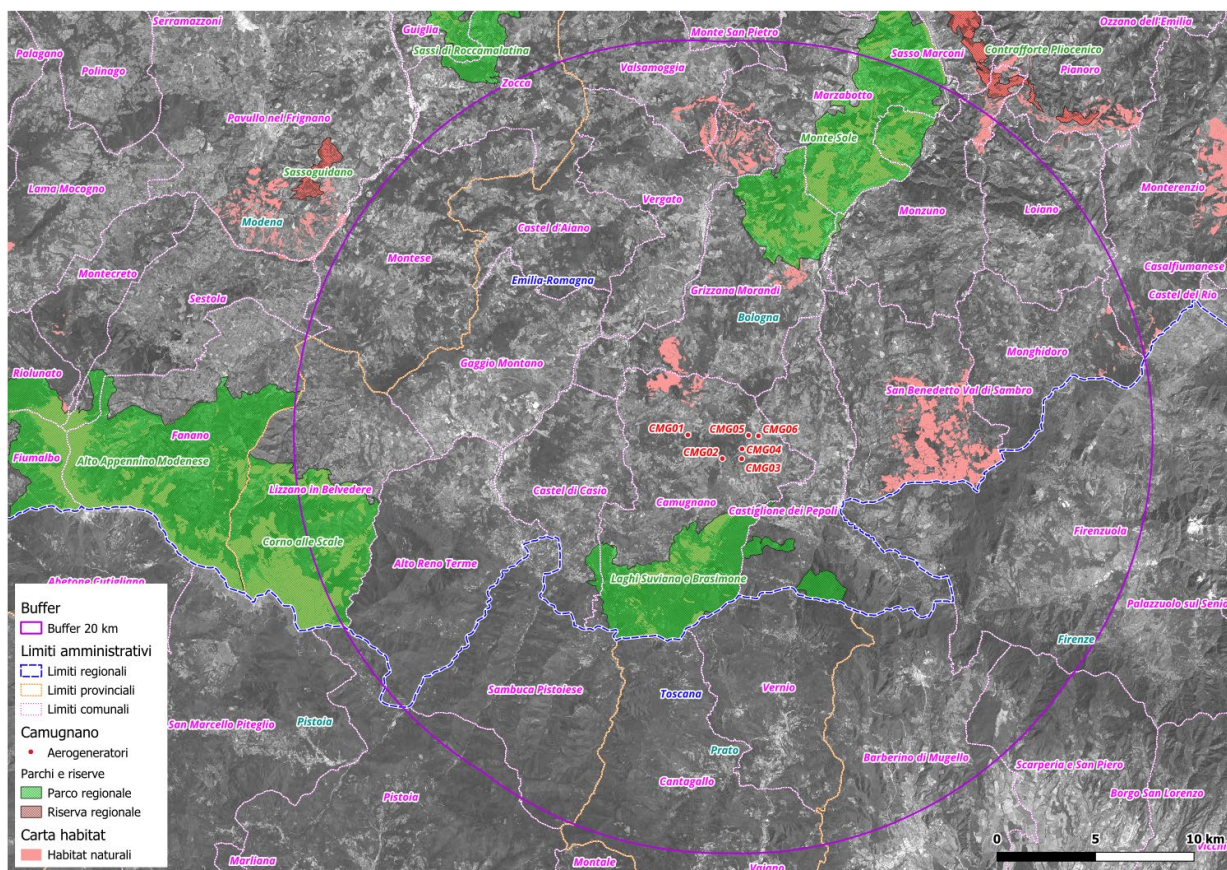 Serramazzoni
Guiglia
Monte San Pietro
Ozzano dell'Emilia
Palagano
Polinago
Sassi di Roccamalatina
Valsamoggia
Sasso Marconi
Contrafforte Pliocenico
Pianoro
Zocca
Marzabotto
Pavullo nel Frignano
Monte Sole
Sassoguidano
Lama Mocogno
Monterenzio
Vergato
Modena
Castel d'Aiano
Monzuno
Loiano
Montese
Montecreto
Casalfiumanese
Emilia-Romagna
Grizzana Morandi
Castel del Rio
Sestola
Bologna
Monghidoro
Gaggio Montano
Riolunato
San Benedetto Val di Sambro
CMG01
CMG05
CMG06
Fanano
CMG04
CMG02
CMG03
Fiumalbo
Alto Appennino Modenese
Lizzano in Belvedere
Castel di Casio
Camugnano
Castiglione dei Pepoli
Firenzuola
Corno alle Scale
Alto Reno Terme
Laghi Suviana e Brasimone
Abetone Cutigliano
Palazzuolo sul Senio
Firenze
Sambuca Pistoiese
Toscana
Vernio
San Marcello Piteglio
Pistoia
Prato
Barberino di Mugello
Scarperia e San Piero
Cantagallo
Borgo San Lorenzo
Pistoia
Marliana
Montale
Vaiano
Vicchi
Buffer
Buffer 20 km
Limiti amministrativi
Limiti regionali
Limiti provinciali
Limiti comunali
Camugnano
Aerogeneratori
Parchi e riserve
Parco regionale
Riserva regionale
Carta habitat
Habitat naturali
0 5 10 km